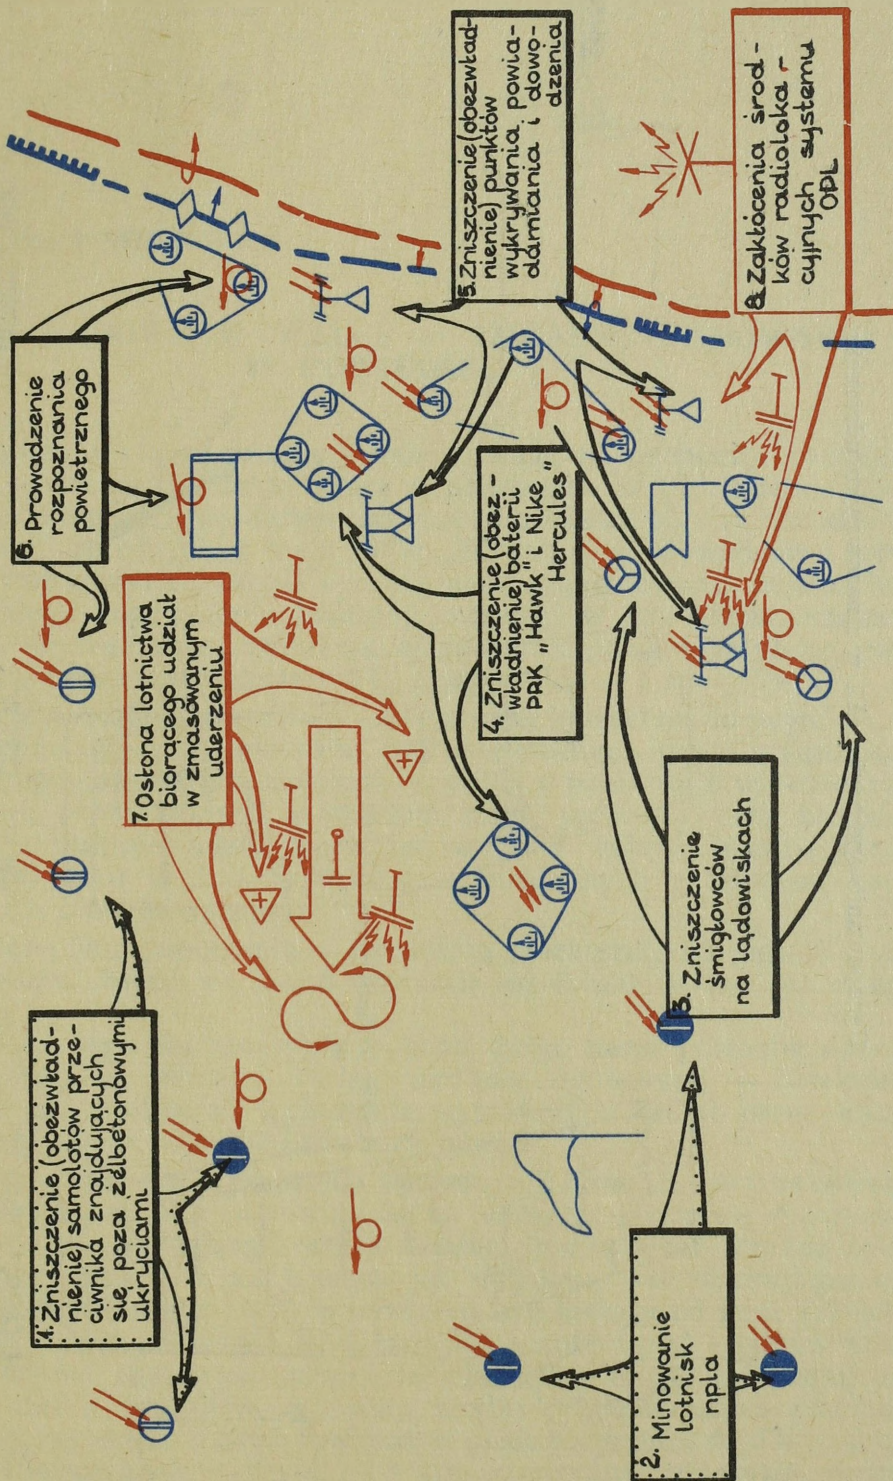 1. Zniszczenie (obezwład-
nienie) samolotów prze-
ciwnika znajdujących
się poza żelbetonowymi
ukryciami
2. Minowanie
lotnisk
npla
3. Zniszczenie
śmigłowców
na lądowiskach
4. Zniszczenie (obez-
władnienie) baterii
PRK „Hawk" i Nike
Hercules"
5. Zniszczenie (obezwład-
nienie) punktów
wykrywania powia-
damiania i dowo-
dzenia
6. Prowadzenie
rozpoznania
powietrznego
7. Osłona lotnictwa
biorącego udział
w zmasowanym
uderzeniu
8. Zakłócenia środ-
ków radioloka-
cyjnych systemu
OPL